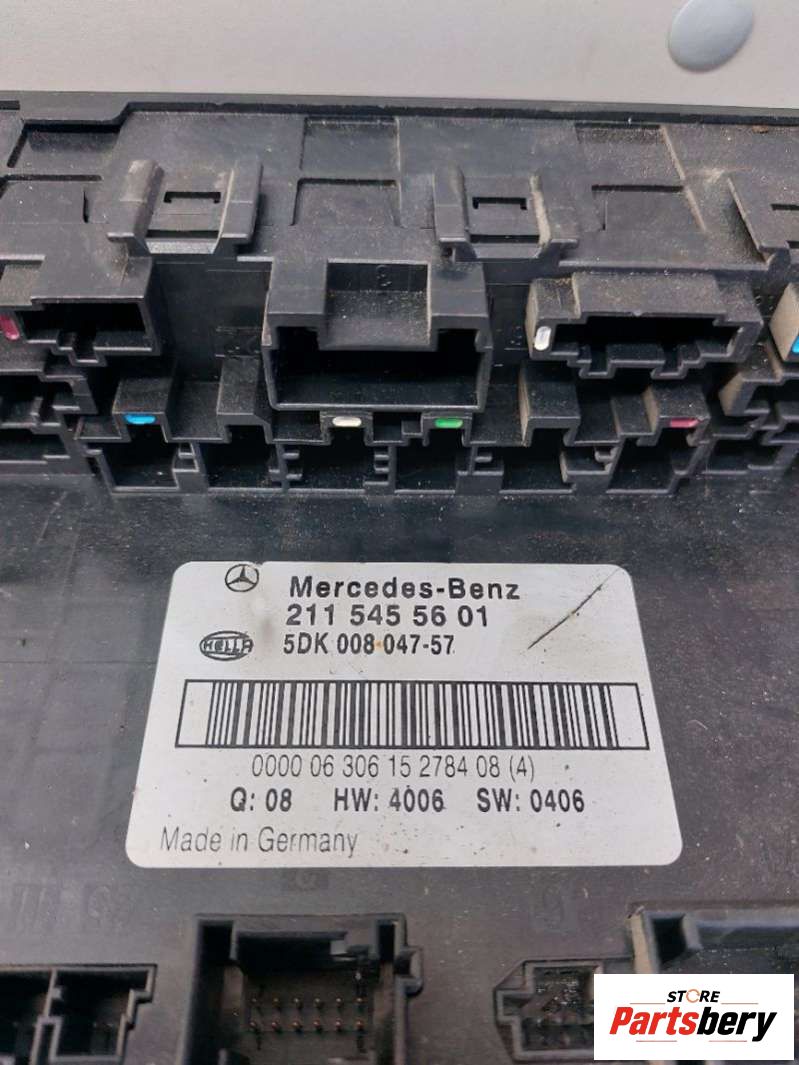 Mercedes-Benz
211 545 56 01
HELLA
5DK 008 047-57
0000 06 306 15 2784 08 (4)
Q: 08 HW: 4006 SW: 0406
Made in Germany
STORE
Partsbery